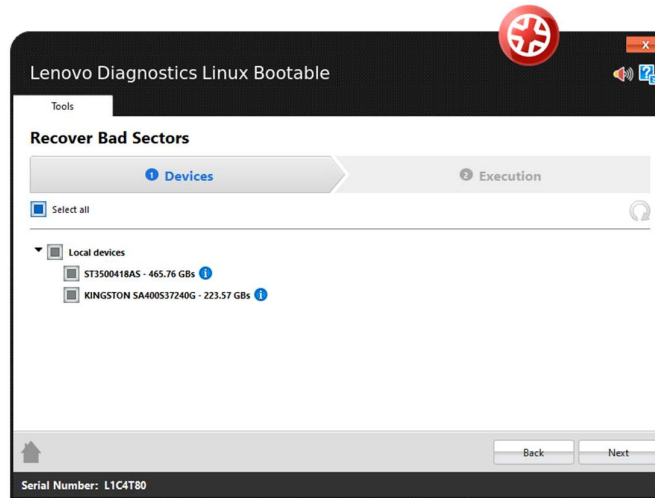 X
Lenovo Diagnostics Linux Bootable
?
Tools
Recover Bad Sectors
1 Devices
2 Execution
Select all
Local devices
ST3500418AS - 465.76 GBs i
KINGSTON SA400S37240G - 223.57 GBs i
Back
Next
Serial Number: L1C4T80